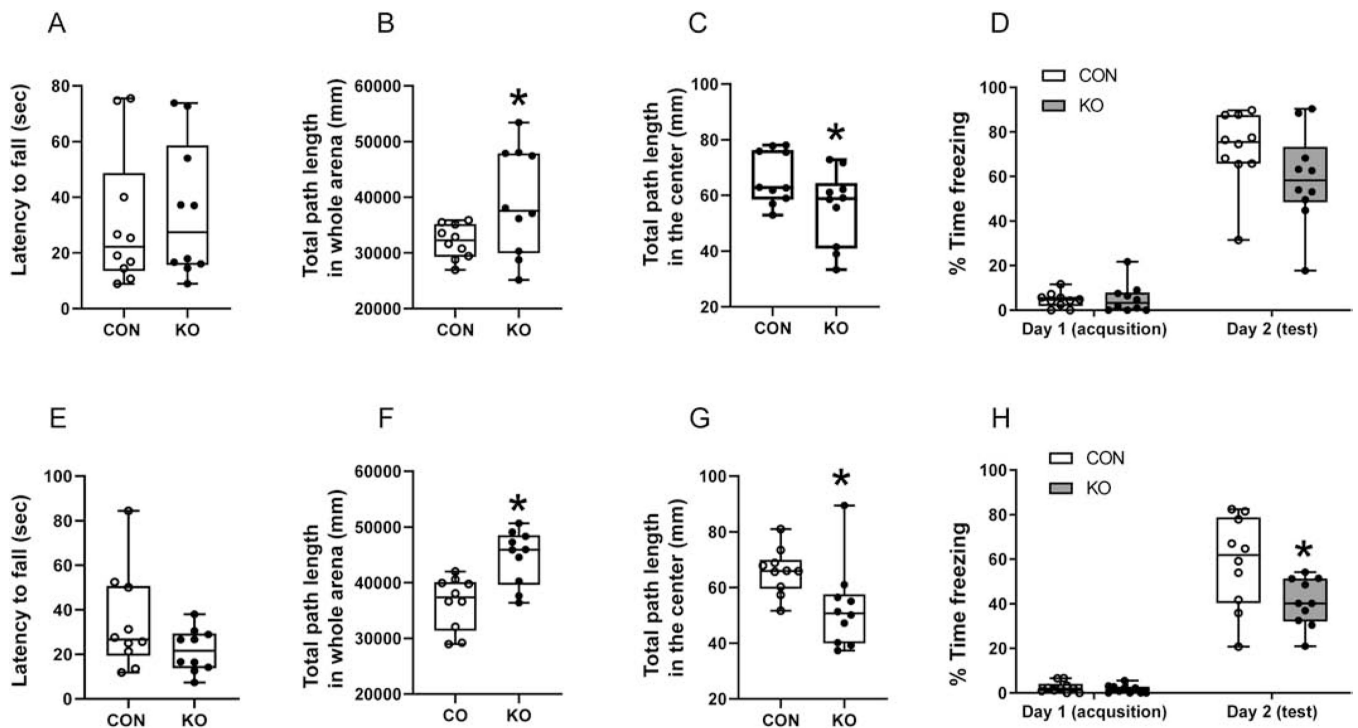 A
B
C
D
Latency to fall (sec)
80
60
40
20
0
CON
KO
Total path length
in whole arena (mm)
60000
50000
40000
30000
20000
*
CON
KO
Total path length
in the center (mm)
100
80
60
40
20
*
CON
KO
CON
KO
% Time freezing
100
80
60
40
20
0
Day 1 (acqusition)
Day 2 (test)
E
F
G
H
Latency to fall (sec)
100
80
60
40
20
0
CON
KO
Total path length
in whole arena (mm)
60000
50000
40000
30000
20000
*
CO
KO
Total path length
in the center (mm)
100
80
60
40
20
*
CON
KO
CON
KO
% Time freezing
100
80
60
40
20
0
*
Day 1 (acqusition)
Day 2 (test)